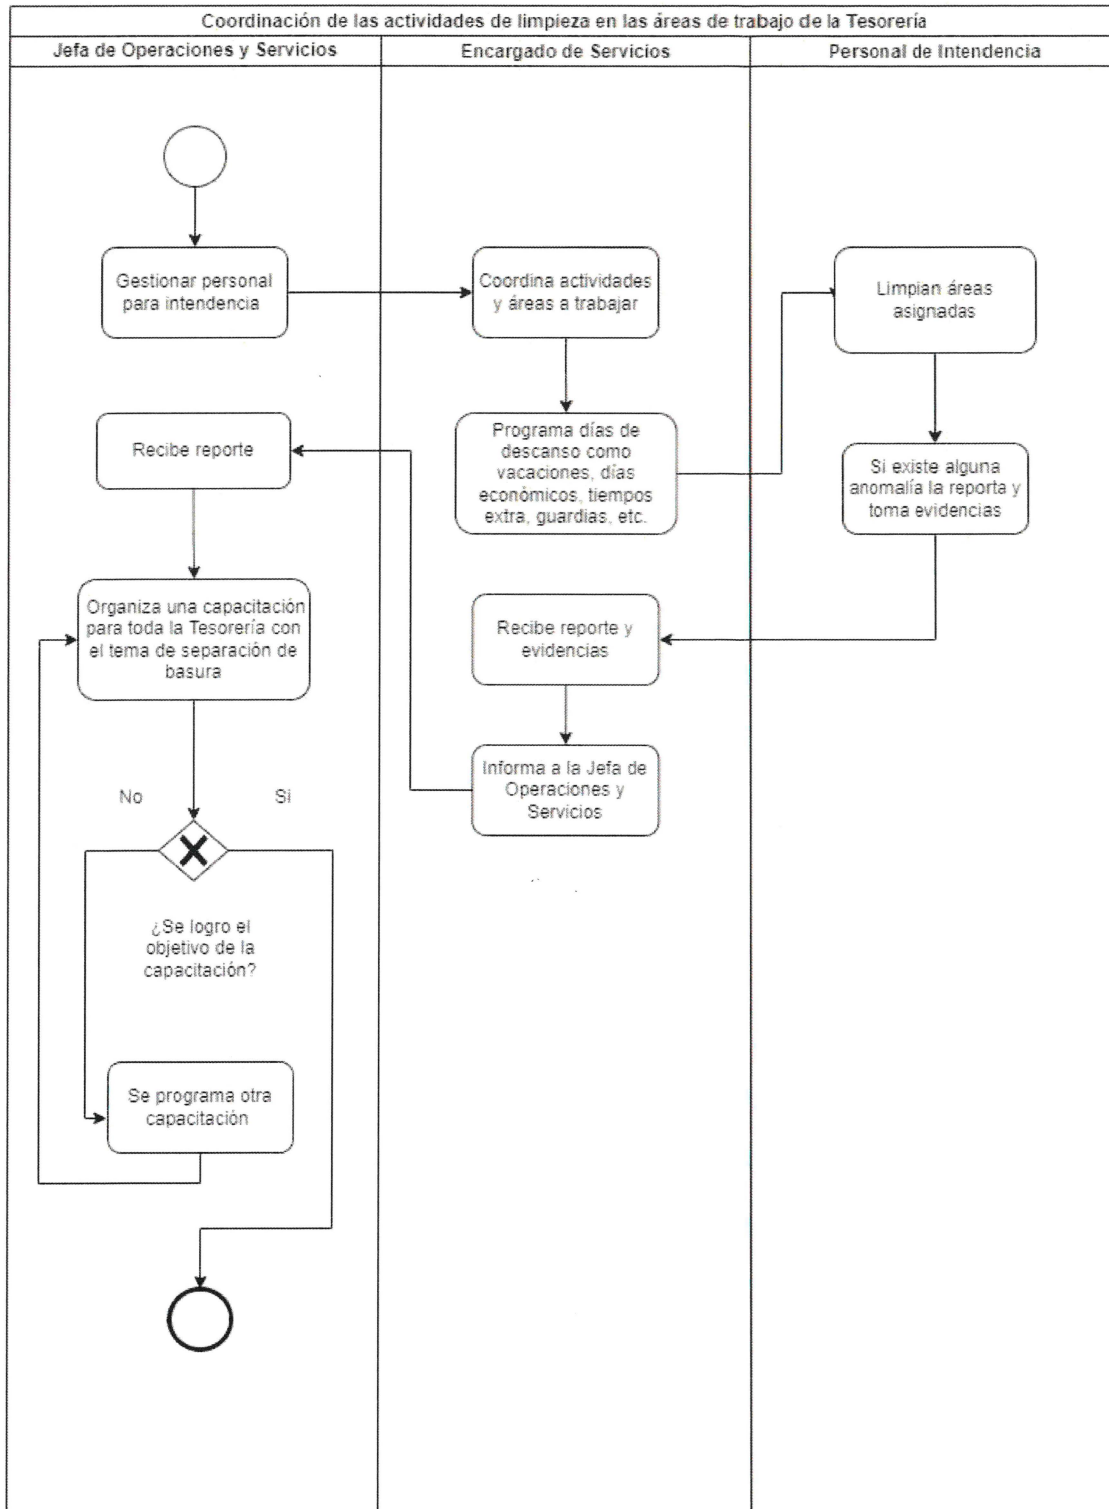 Coordinación de las actividades de limpieza en las áreas de trabajo de la Tesorería
Jefa de Operaciones y Servicios
Encargado de Servicios
Personal de Intendencia
Gestionar personal
para intendencia
Coordina actividades
y áreas a trabajar
Limpian áreas
asignadas
Recibe reporte
Programa días de
descanso como
vacaciones, días
económicos, tiempos
extra, guardias, etc.
Si existe alguna
anomalía la reporta y
toma evidencias
Organiza una capacitación
para toda la Tesorería con
el tema de separación de
basura
Recibe reporte y
evidencias
Informa a la Jefa de
Operaciones y
Servicios
No
Si
¿Se logro el
objetivo de la
capacitación?
Se programa otra
capacitación